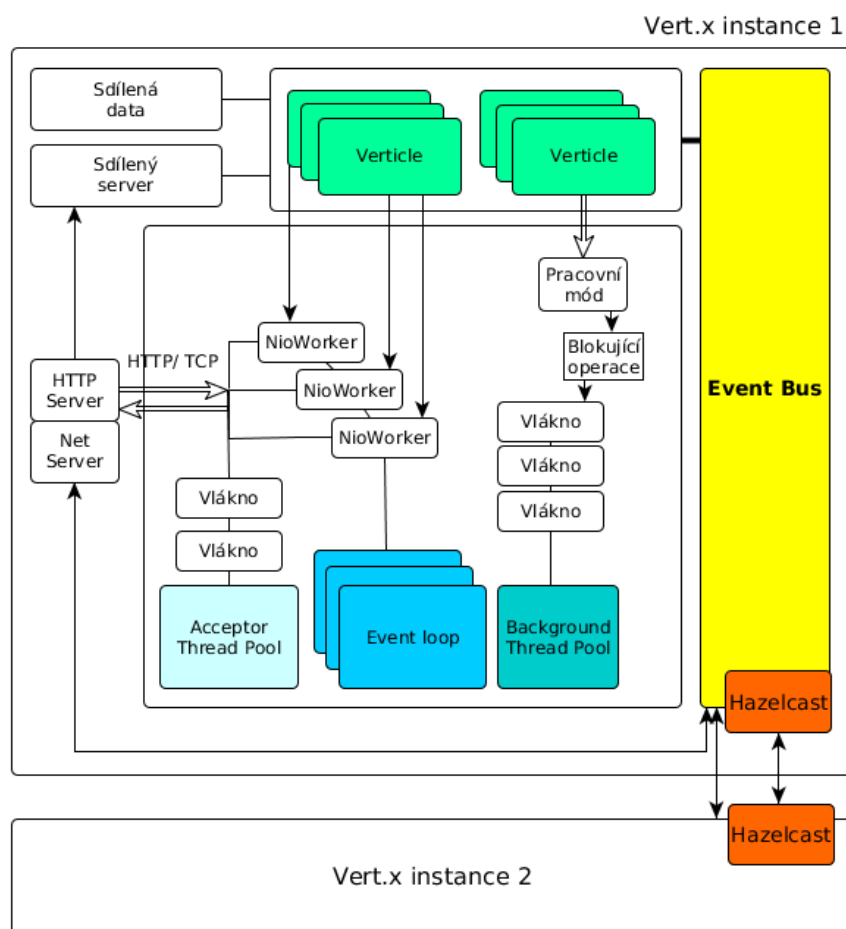 Vert.x instance 1
Sdílená
data
Sdílený
server
Verticle
Verticle
Pracovní
mód
Blokující
operace
NioWorker
NioWorker
NioWorker
HTTP/ TCP
HTTP
Server
Net
Server
Vlákno
Vlákno
Vlákno
Vlákno
Vlákno
Acceptor
Thread Pool
Event loop
Background
Thread Pool
Event Bus
Hazelcast
Hazelcast
Vert.x instance 2